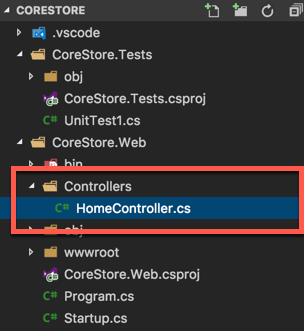 CORESTORE
.vscode
CoreStore.Tests
obj
CoreStore.Tests.csproj
C# UnitTest1.cs
CoreStore.Web
bin
Controllers
C# HomeController.cs
obj
wwwroot
CoreStore.Web.csproj
C# Program.cs
C# Startup.cs